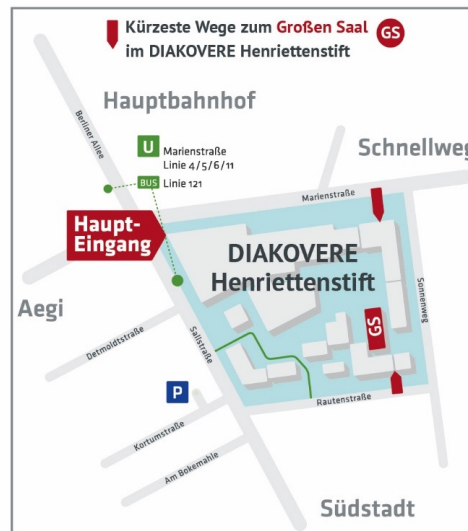 Kürzeste Wege zum Großen Saal GS
im DIAKOVERE Henriettenstift
Hauptbahnhof
Berliner Allee
U
Marienstraße
Linie 4/5/6/11
BUS Linie 121
Schnellweg
Marienstraße
Haupt-
Eingang
DIAKOVERE
Henriettenstift
Aegi
Sonnenweg
Detmoldtstraße
Sallstraße
GS
P
Rautenstraße
Kortumstraße
Am Bokemahle
Südstadt